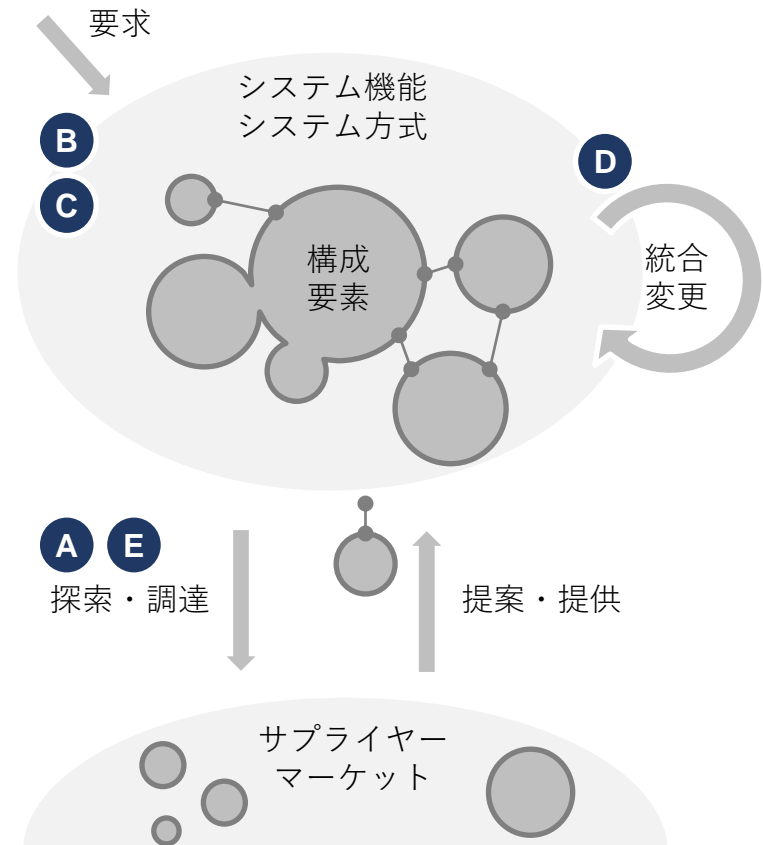 要求
システム機能
システム方式
B
C
D
構成
要素
統合
変更
A
E
探索・調達
提案・提供
サプライヤー
マーケット